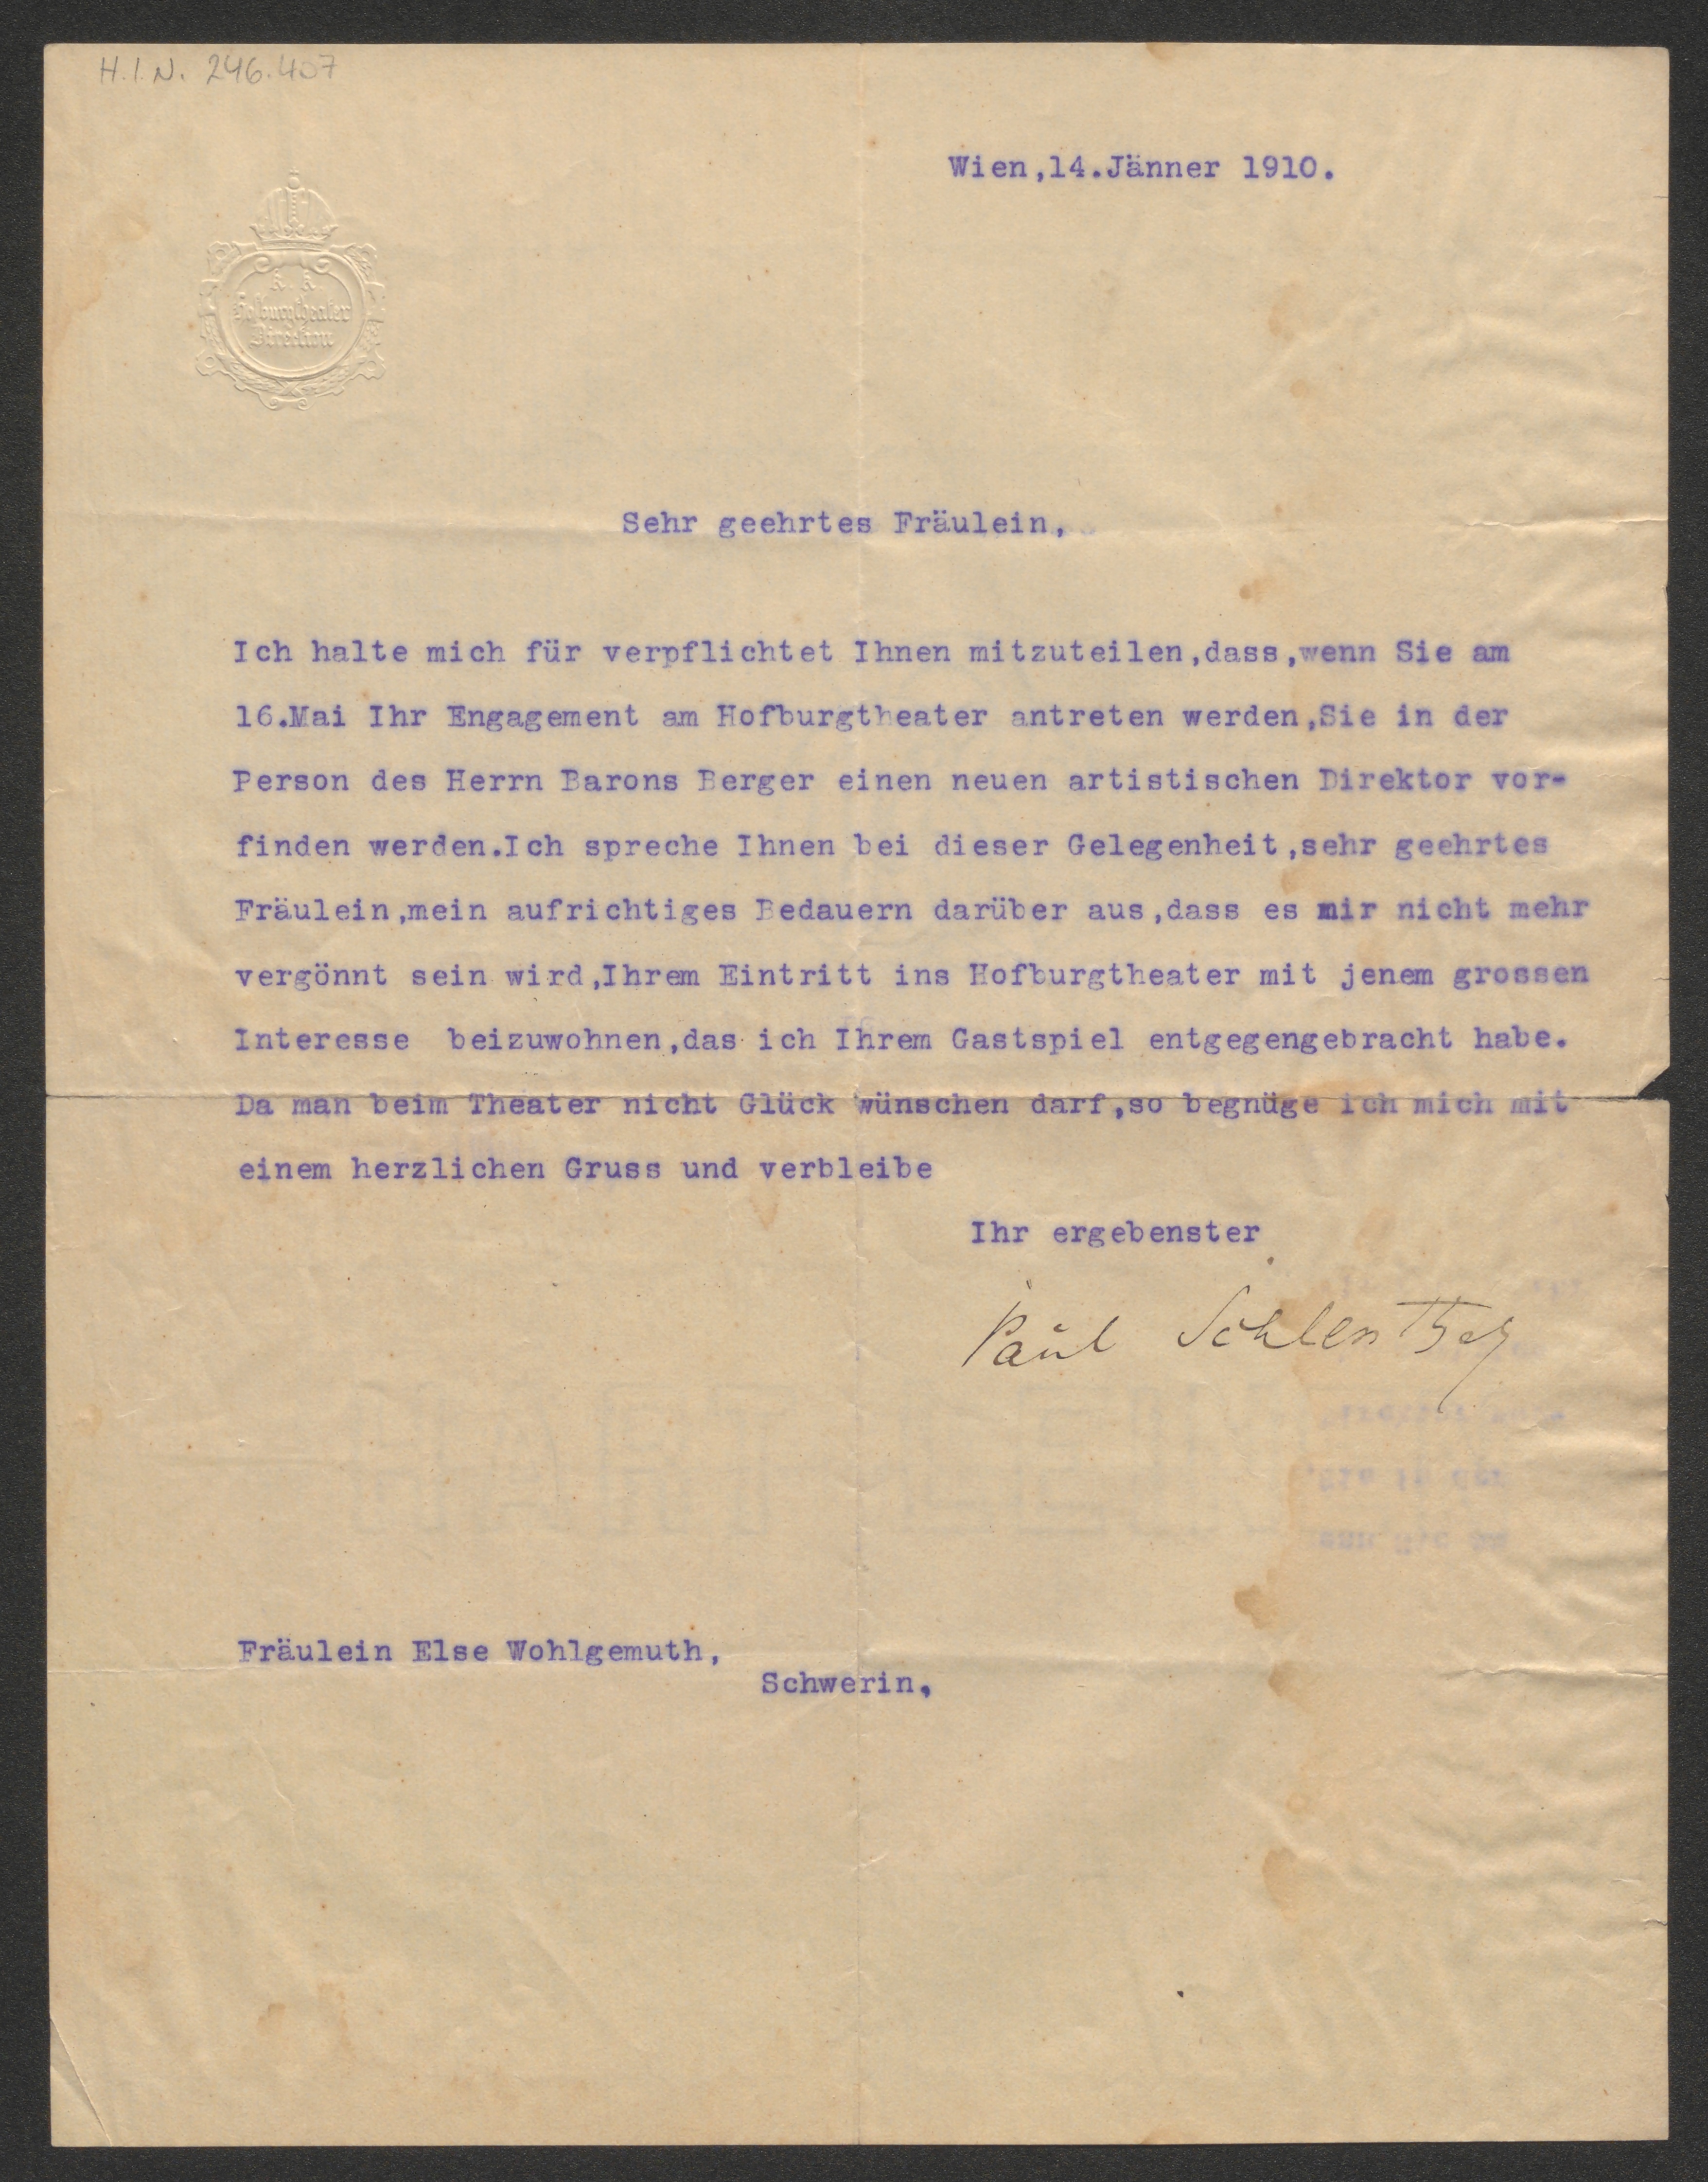 H.I.N. 246.407
Wien,14.Jänner 1910.
k. k.
Hofburgtheater
Direction
Sehr geehrtes Fräulein,
Ich halte mich für verpflichtet Ihnen mitzuteilen,dass,wenn Sie am
16.Mai Ihr Engagement am Hofburgtheater antreten werden,Sie in der
Person des Herrn Barons Berger einen neuen artistischen Direktor vor-
finden werden.Ich spreche Ihnen bei dieser Gelegenheit,sehr geehrtes
Fräulein,mein aufrichtiges Bedauern darüber aus,dass es mir nicht mehr
vergönnt sein wird,Ihrem Eintritt ins Hofburgtheater mit jenem grossen
Interesse beizuwohnen,das ich Ihrem Gastspiel entgegengebracht habe.
Da man beim Theater nicht Glück wünschen darf,so begnüge ich mich mit
einem herzlichen Gruss und verbleibe
Ihr ergebenster
Paul Schlenther
Fräulein Else Wohlgemuth,
Schwerin,